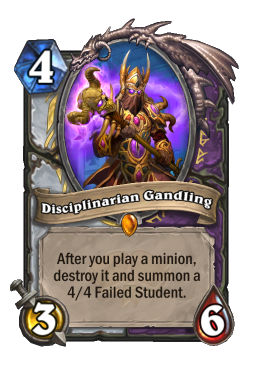 4
Disciplinarian Gandling
After you play a minion,
destroy it and summon a
4/4 Failed Student.
3
6